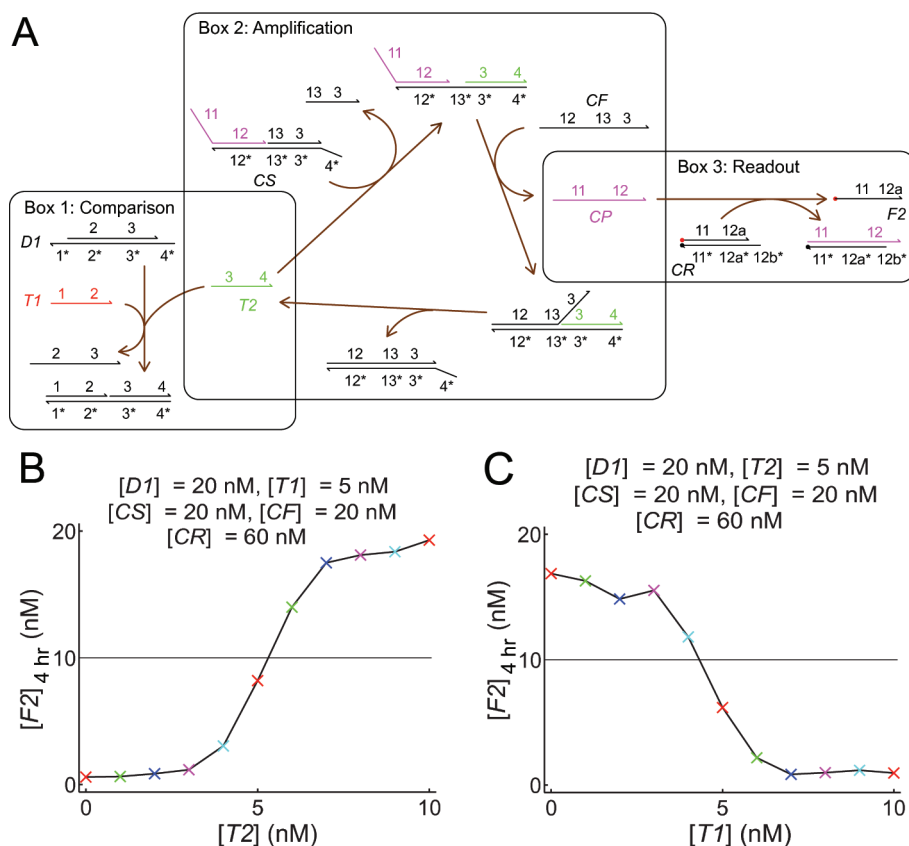 A
Box 2: Amplification
11
12
3 4
12* 13* 3* 4*
13 3
CF
12 13 3
11
12 13 3
12* 13* 3* 4*
CS
Box 3: Readout
11 12
CP
11 12a
F2
11 12a
11* 12a* 12b*
CR
11 12
11* 12a* 12b*
Box 1: Comparison
D1
2 3
1* 2* 3* 4*
T1
1 2
3 4
T2
2 3
1 2 3 4
1* 2* 3* 4*
3
12 13 3 4
12* 13* 3* 4*
12 13 3
12* 13* 3* 4*
B
[D1] = 20 nM, [T1] = 5 nM
[CS] = 20 nM, [CF] = 20 nM
[CR] = 60 nM
20
10
0
[F2]4 hr (nM)
0 5 10
[T2] (nM)
C
[D1] = 20 nM, [T2] = 5 nM
[CS] = 20 nM, [CF] = 20 nM
[CR] = 60 nM
20
10
0
[F2]4 hr (nM)
0 5 10
[T1] (nM)